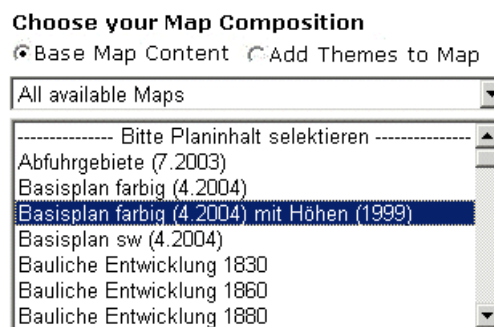 Choose your Map Composition
Base Map Content Add Themes to Map
All available Maps
-------------- Bitte Planinhalt selektieren --------------
Abfuhrgebiete (7.2003)
Basisplan farbig (4.2004)
Basisplan farbig (4.2004) mit Höhen (1999)
Basisplan sw (4.2004)
Bauliche Entwicklung 1830
Bauliche Entwicklung 1860
Bauliche Entwicklung 1880